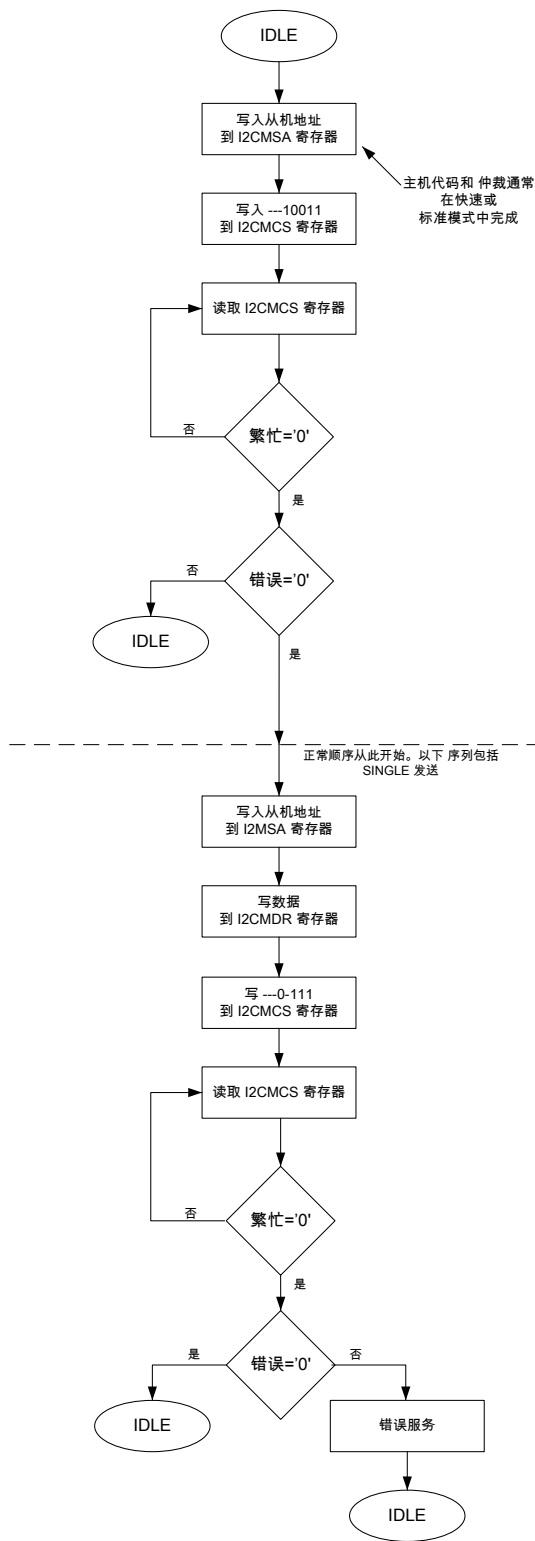 IDLE
写入从机地址
到 I2CMSA 寄存器
主机代码和 仲裁通常
在快速或
标准模式中完成
写入 ---10011
到 I2CMCS 寄存器
读取 I2CMCS 寄存器
繁忙='0'
否
是
错误='0'
否
IDLE
是
正常顺序从此开始。以下 序列包括
SINGLE 发送
写入从机地址
到 I2MSA 寄存器
写数据
到 I2CMDR 寄存器
写 ---0-111
到 I2CMCS 寄存器
读取 I2CMCS 寄存器
繁忙='0'
否
是
错误='0'
是
否
IDLE
错误服务
IDLE